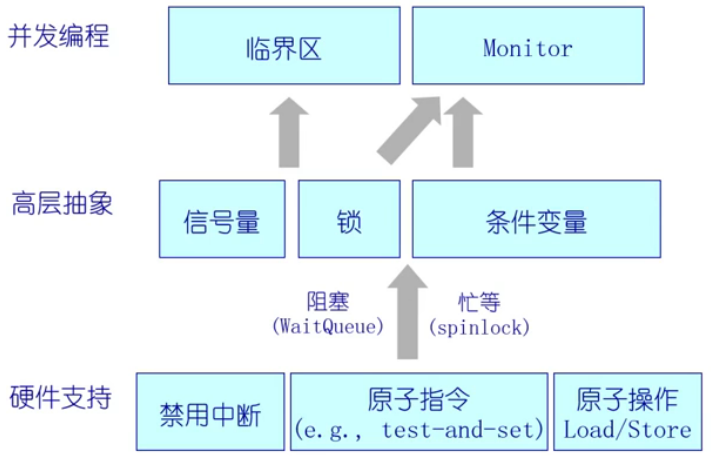 并发编程
临界区
Monitor
高层抽象
信号量
锁
条件变量
阻塞
(WaitQueue)
忙等
(spinlock)
硬件支持
禁用中断
原子指令
(e.g., test-and-set)
原子操作
Load/Store